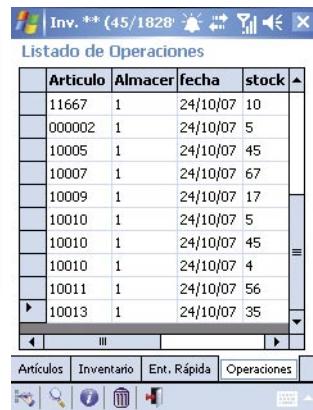 Inv. ** (45/1828'
Listado de Operaciones
Articulo Almacer fecha stock
11667 1 24/10/07 10
000002 1 24/10/07 5
10005 1 24/10/07 45
10007 1 24/10/07 67
10009 1 24/10/07 17
10010 1 24/10/07 5
10010 1 24/10/07 45
10010 1 24/10/07 4
10011 1 24/10/07 56
10013 1 24/10/07 35
Artículos Inventario Ent. Rápida Operaciones